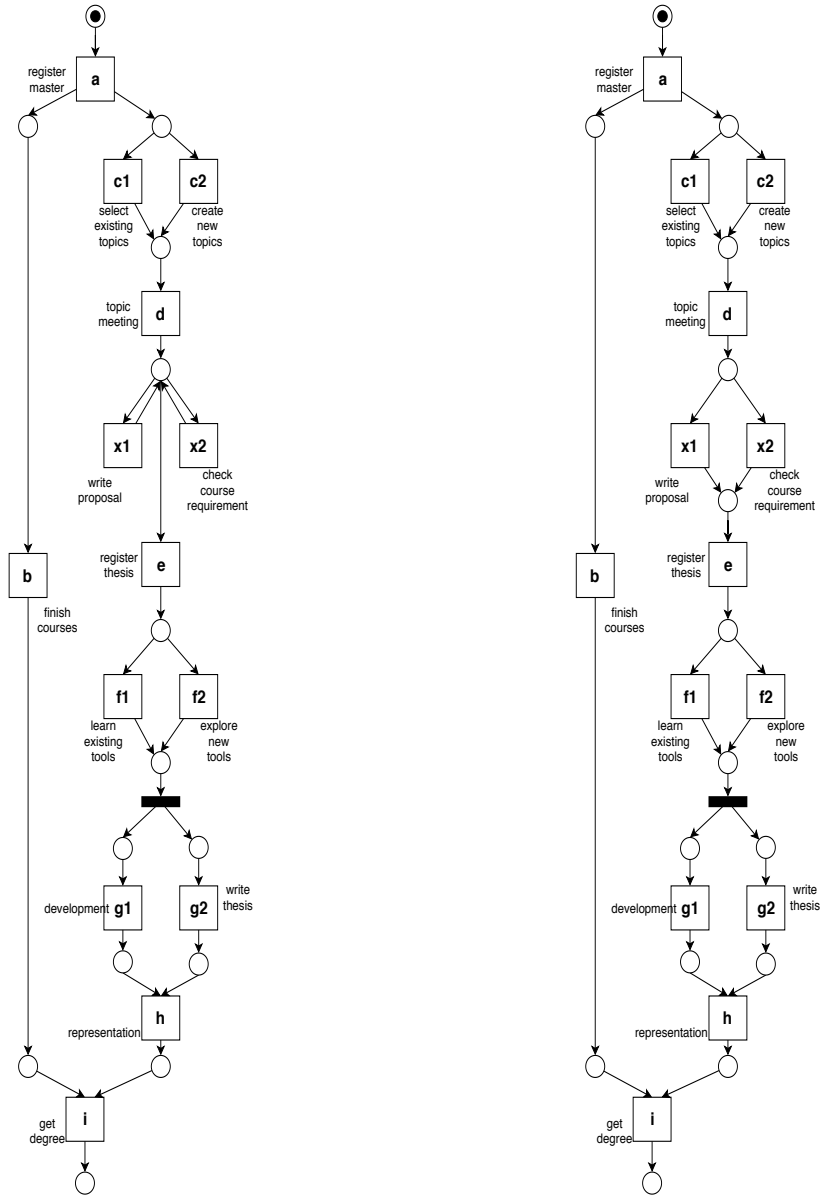 a
register
master
c1
c2
select
existing
topics
create
new
topics
d
topic
meeting
x1
x2
write
proposal
check
course
requirement
e
register
thesis
b
finish
courses
f1
f2
learn
existing
tools
explore
new
tools
g1
g2
development
write
thesis
h
representation
i
get
degree
a
register
master
c1
c2
select
existing
topics
create
new
topics
d
topic
meeting
x1
x2
write
proposal
check
course
requirement
e
register
thesis
b
finish
courses
f1
f2
learn
existing
tools
explore
new
tools
g1
g2
development
write
thesis
h
representation
i
get
degree